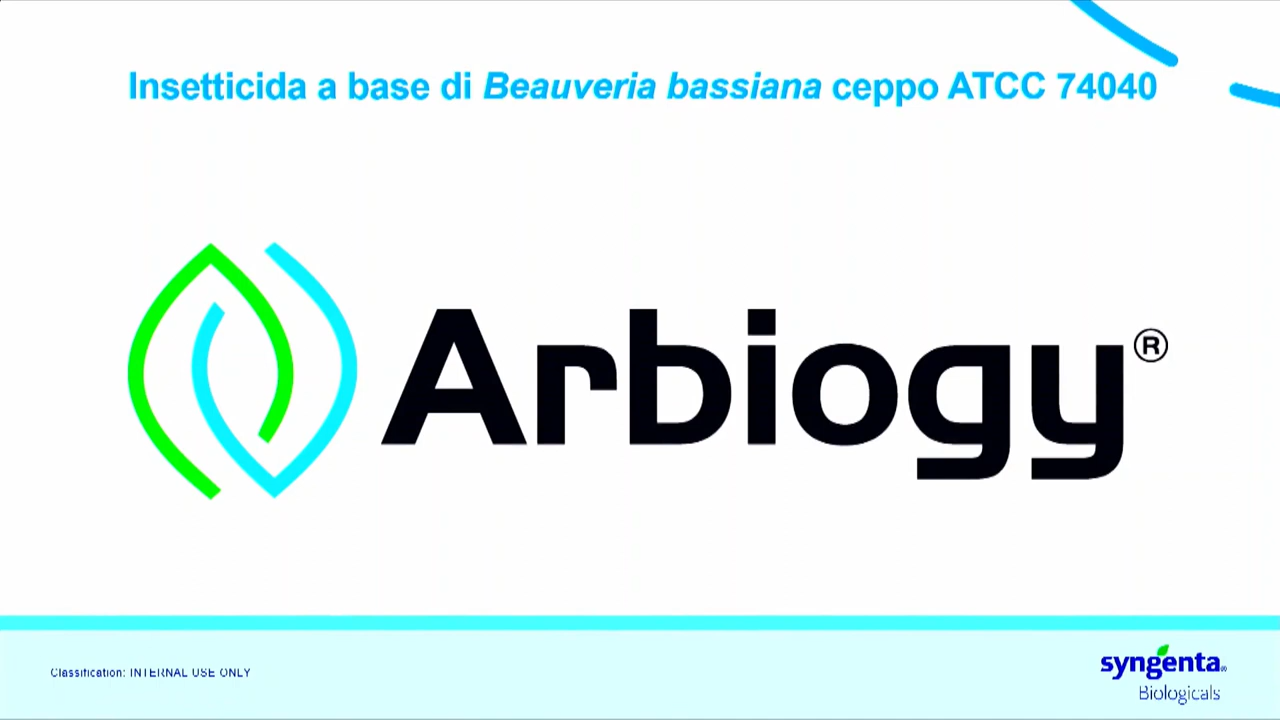 Insetticida a base di Beauveria bassiana ceppo ATCC 74040
Arbiogy®
Classification: INTERNAL USE ONLY
syngenta®
Biologicals